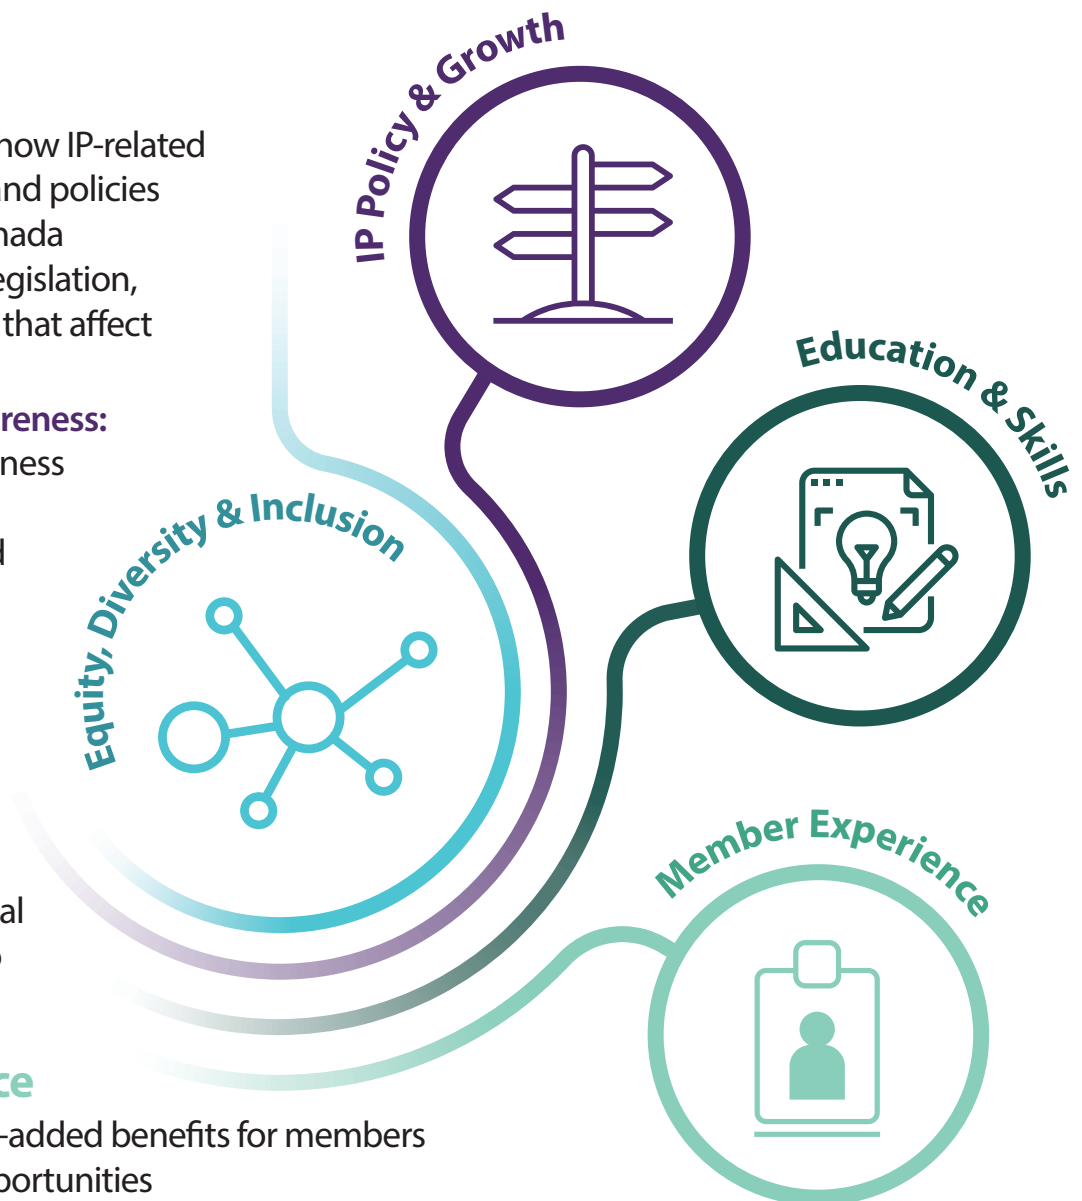 IP Policy & Growth
now IP-related
and policies
nada
egislation,
that affect
Education & Skills
reness:
ness
Equity, Diversity & Inclusion
d
al
Member Experience
ce
-added benefits for members
portunities